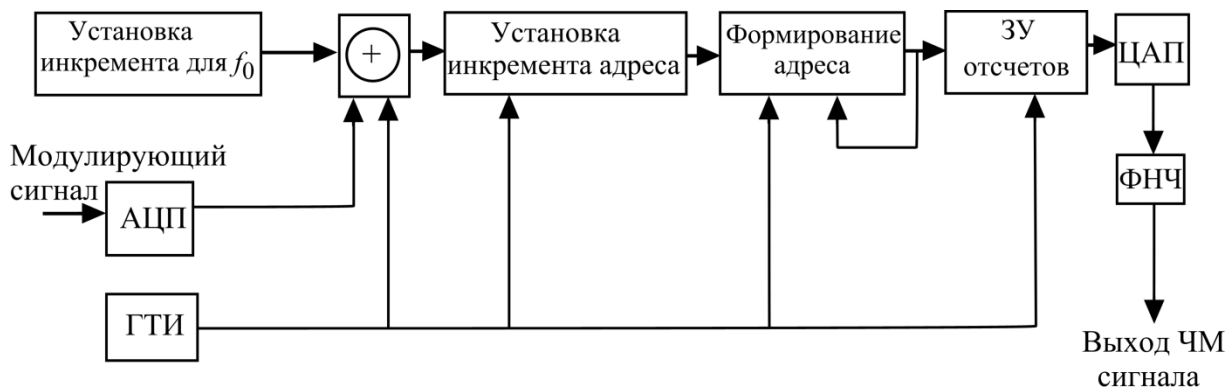 Установка
инкремента для f₀
+
Установка
инкремента адреса
Формирование
адреса
ЗУ
отсчетов
ЦАП
Модулирующий
сигнал
АЦП
ФНЧ
ГТИ
Выход ЧМ
сигнала